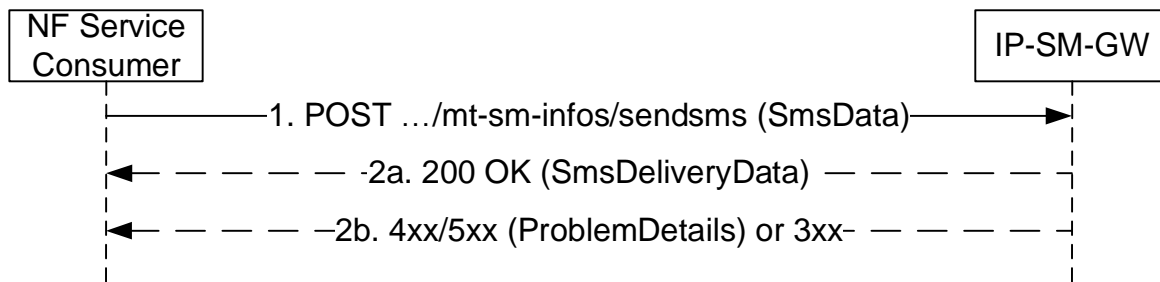 NF Service
Consumer
IP-SM-GW
1. POST …/mt-sm-infos/sendsms (SmsData)
2a. 200 OK (SmsDeliveryData)
2b. 4xx/5xx (ProblemDetails) or 3xx